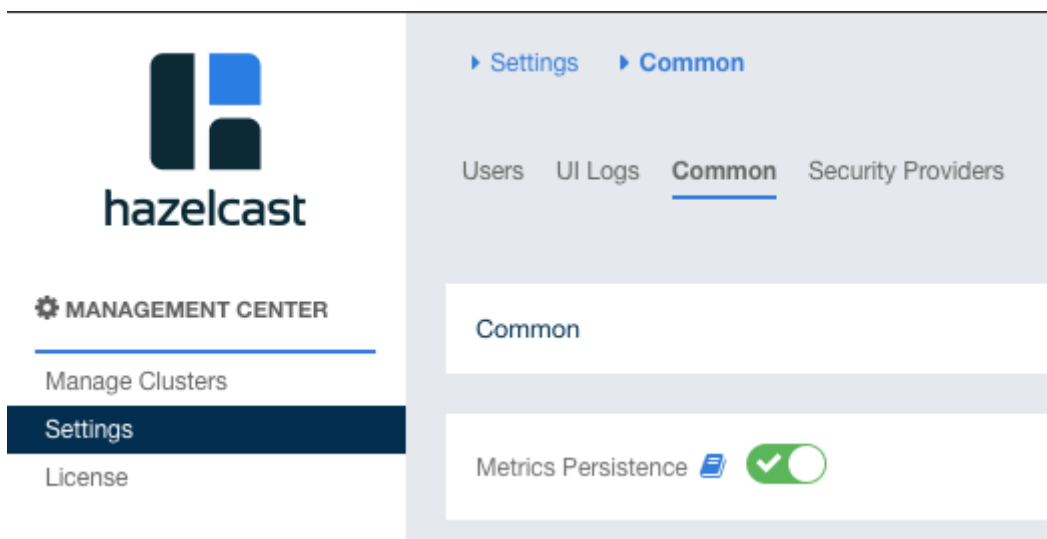 hazelcast
MANAGEMENT CENTER
Manage Clusters
Settings
License
Settings Common
Users UI Logs Common Security Providers
Common
Metrics Persistence